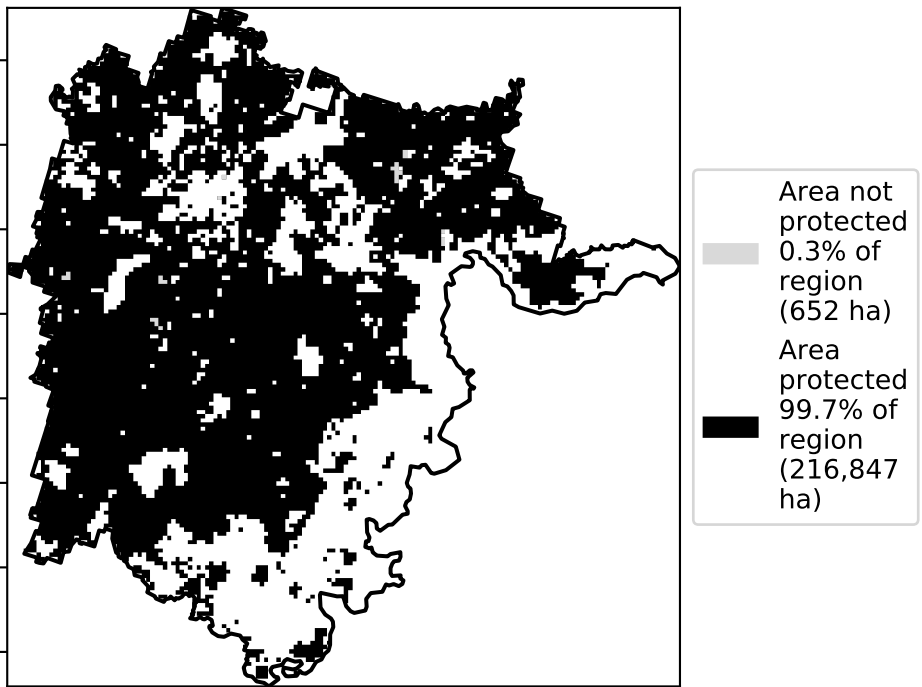 Area not
protected
0.3% of
region
(652 ha)
Area
protected
99.7% of
region
(216,847
ha)